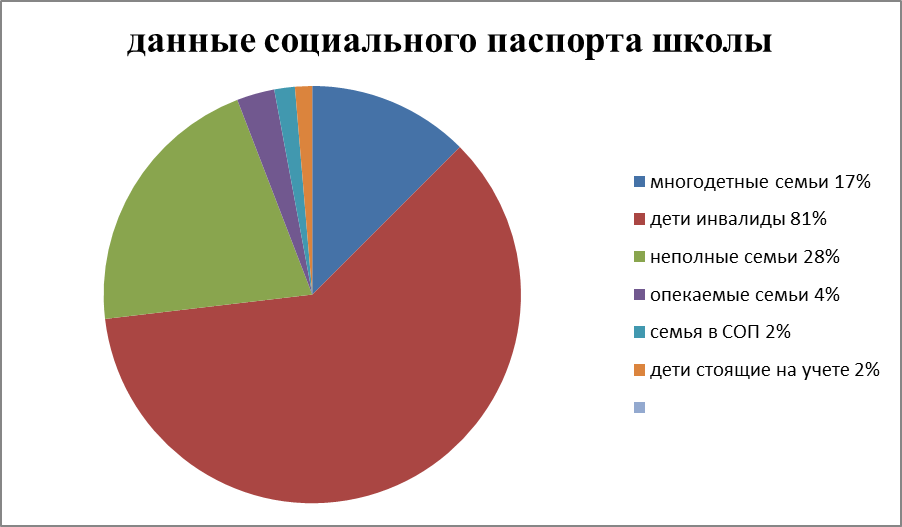 данные социального паспорта школы
многодетные семьи 17%
дети инвалиды 81%
неполные семьи 28%
опекаемые семьи 4%
семья в СОП 2%
дети стоящие на учете 2%